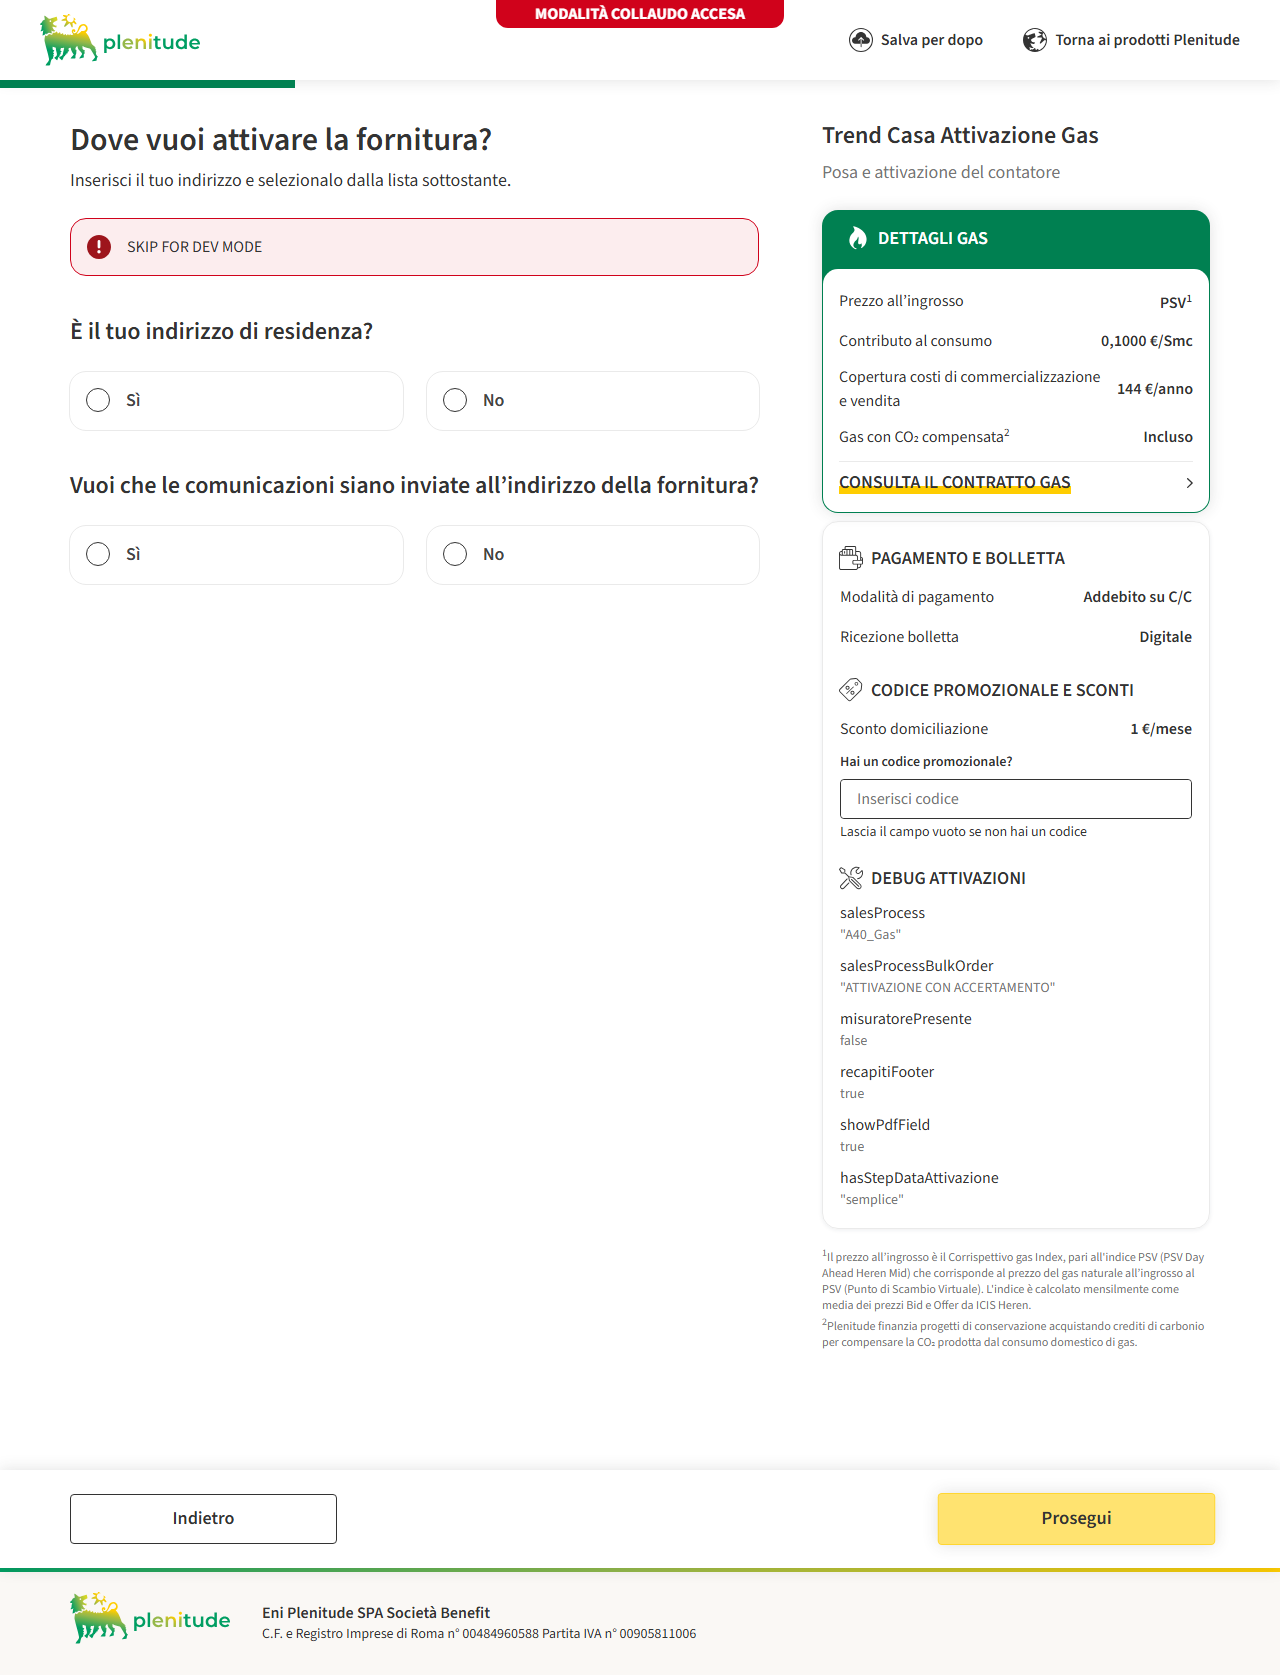 MODALITÀ COLLAUDO ACCESA
plenitude
Salva per dopo
Torna ai prodotti Plenitude
Dove vuoi attivare la fornitura?
Inserisci il tuo indirizzo e selezionalo dalla lista sottostante.
SKIP FOR DEV MODE
È il tuo indirizzo di residenza?
Sì
No
Vuoi che le comunicazioni siano inviate all’indirizzo della fornitura?
Sì
No
Trend Casa Attivazione Gas
Posa e attivazione del contatore
DETTAGLI GAS
Prezzo all’ingrosso PSV¹
Contributo al consumo 0,1000 €/Smc
Copertura costi di commercializzazione
e vendita 144 €/anno
Gas con CO₂ compensata² Incluso
CONSULTA IL CONTRATTO GAS
PAGAMENTO E BOLLETTA
Modalità di pagamento Addebito su C/C
Ricezione bolletta Digitale
CODICE PROMOZIONALE E SCONTI
Sconto domiciliazione 1 €/mese
Hai un codice promozionale?
Inserisci codice
Lascia il campo vuoto se non hai un codice
DEBUG ATTIVAZIONI
salesProcess
"A40_Gas"
salesProcessBulkOrder
"ATTIVAZIONE CON ACCERTAMENTO"
misuratorePresente
false
recapitiFooter
true
showPdfField
true
hasStepDataAttivazione
"semplice"
¹Il prezzo all’ingrosso è il Corrispettivo gas Index, pari all’indice PSV (PSV Day
Ahead Heren Mid) che corrisponde al prezzo del gas naturale all’ingrosso al
PSV (Punto di Scambio Virtuale). L’indice è calcolato mensilmente come
media dei prezzi Bid e Offer da ICIS Heren.
²Plenitude finanzia progetti di conservazione acquistando crediti di carbonio
per compensare la CO₂ prodotta dal consumo domestico di gas.
Indietro
Prosegui
plenitude
Eni Plenitude SPA Società Benefit
C.F. e Registro Imprese di Roma n° 00484960588 Partita IVA n° 00905811006